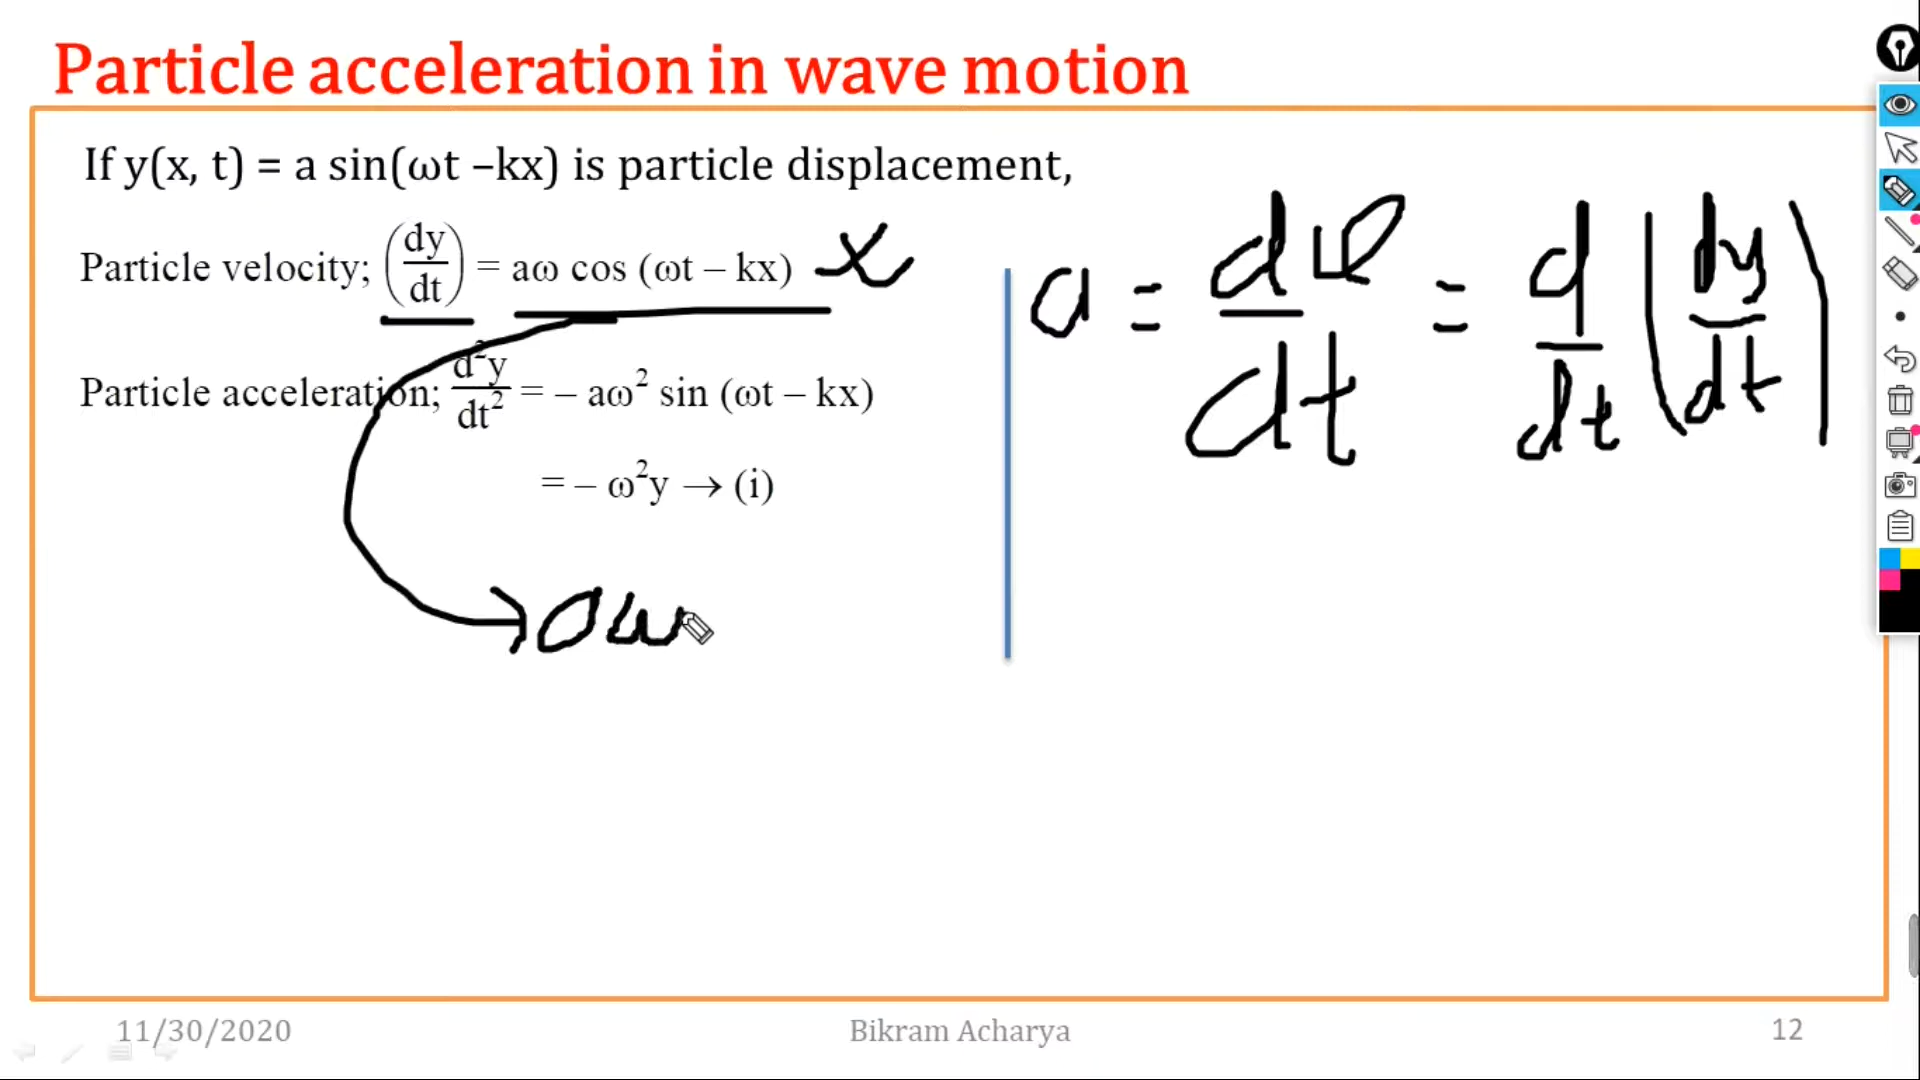 Particle acceleration in wave motion
If y(x, t) = a sin(ωt –kx) is particle displacement,
Particle velocity; (dy/dt) = aω cos (ωt – kx) x
Particle acceleration; d²y/dt² = – aω² sin (ωt – kx)
= – ω²y → (i)
aω
a = dv/dt = d/dt (dy/dt)
11/30/2020
Bikram Acharya
12